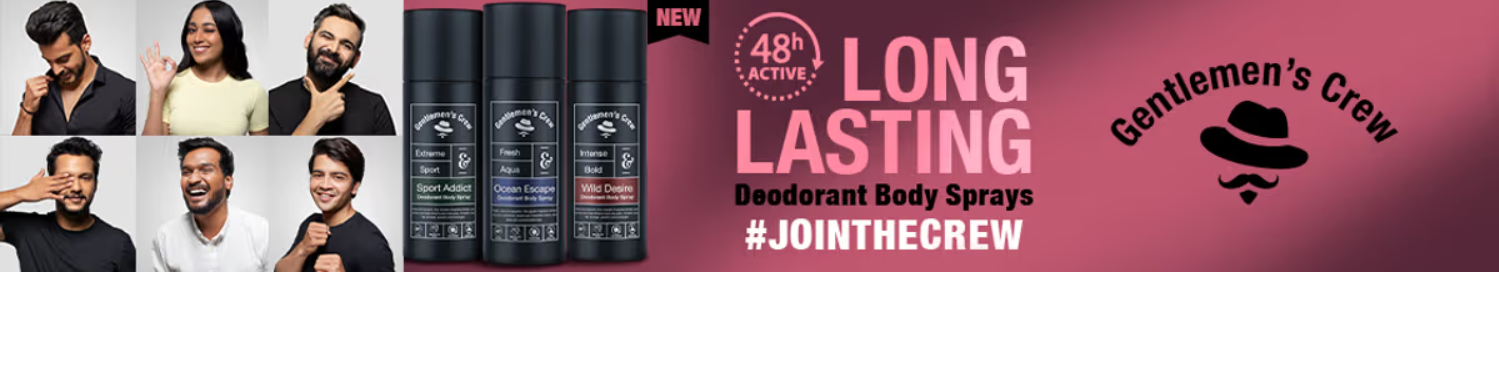 Gentlemen's Crew
Extreme
&
Sport
Sport Addict
Deodorant Body Spray
Gentlemen's Crew
Fresh
&
Aqua
Ocean Escape
Deodorant Body Spray
Gentlemen's Crew
Intense
&
Bold
Wild Desire
Deodorant Body Spray
NEW
48h
ACTIVE
LONG
LASTING
Deodorant Body Sprays
#JOINTHECREW
Gentlemen's Crew